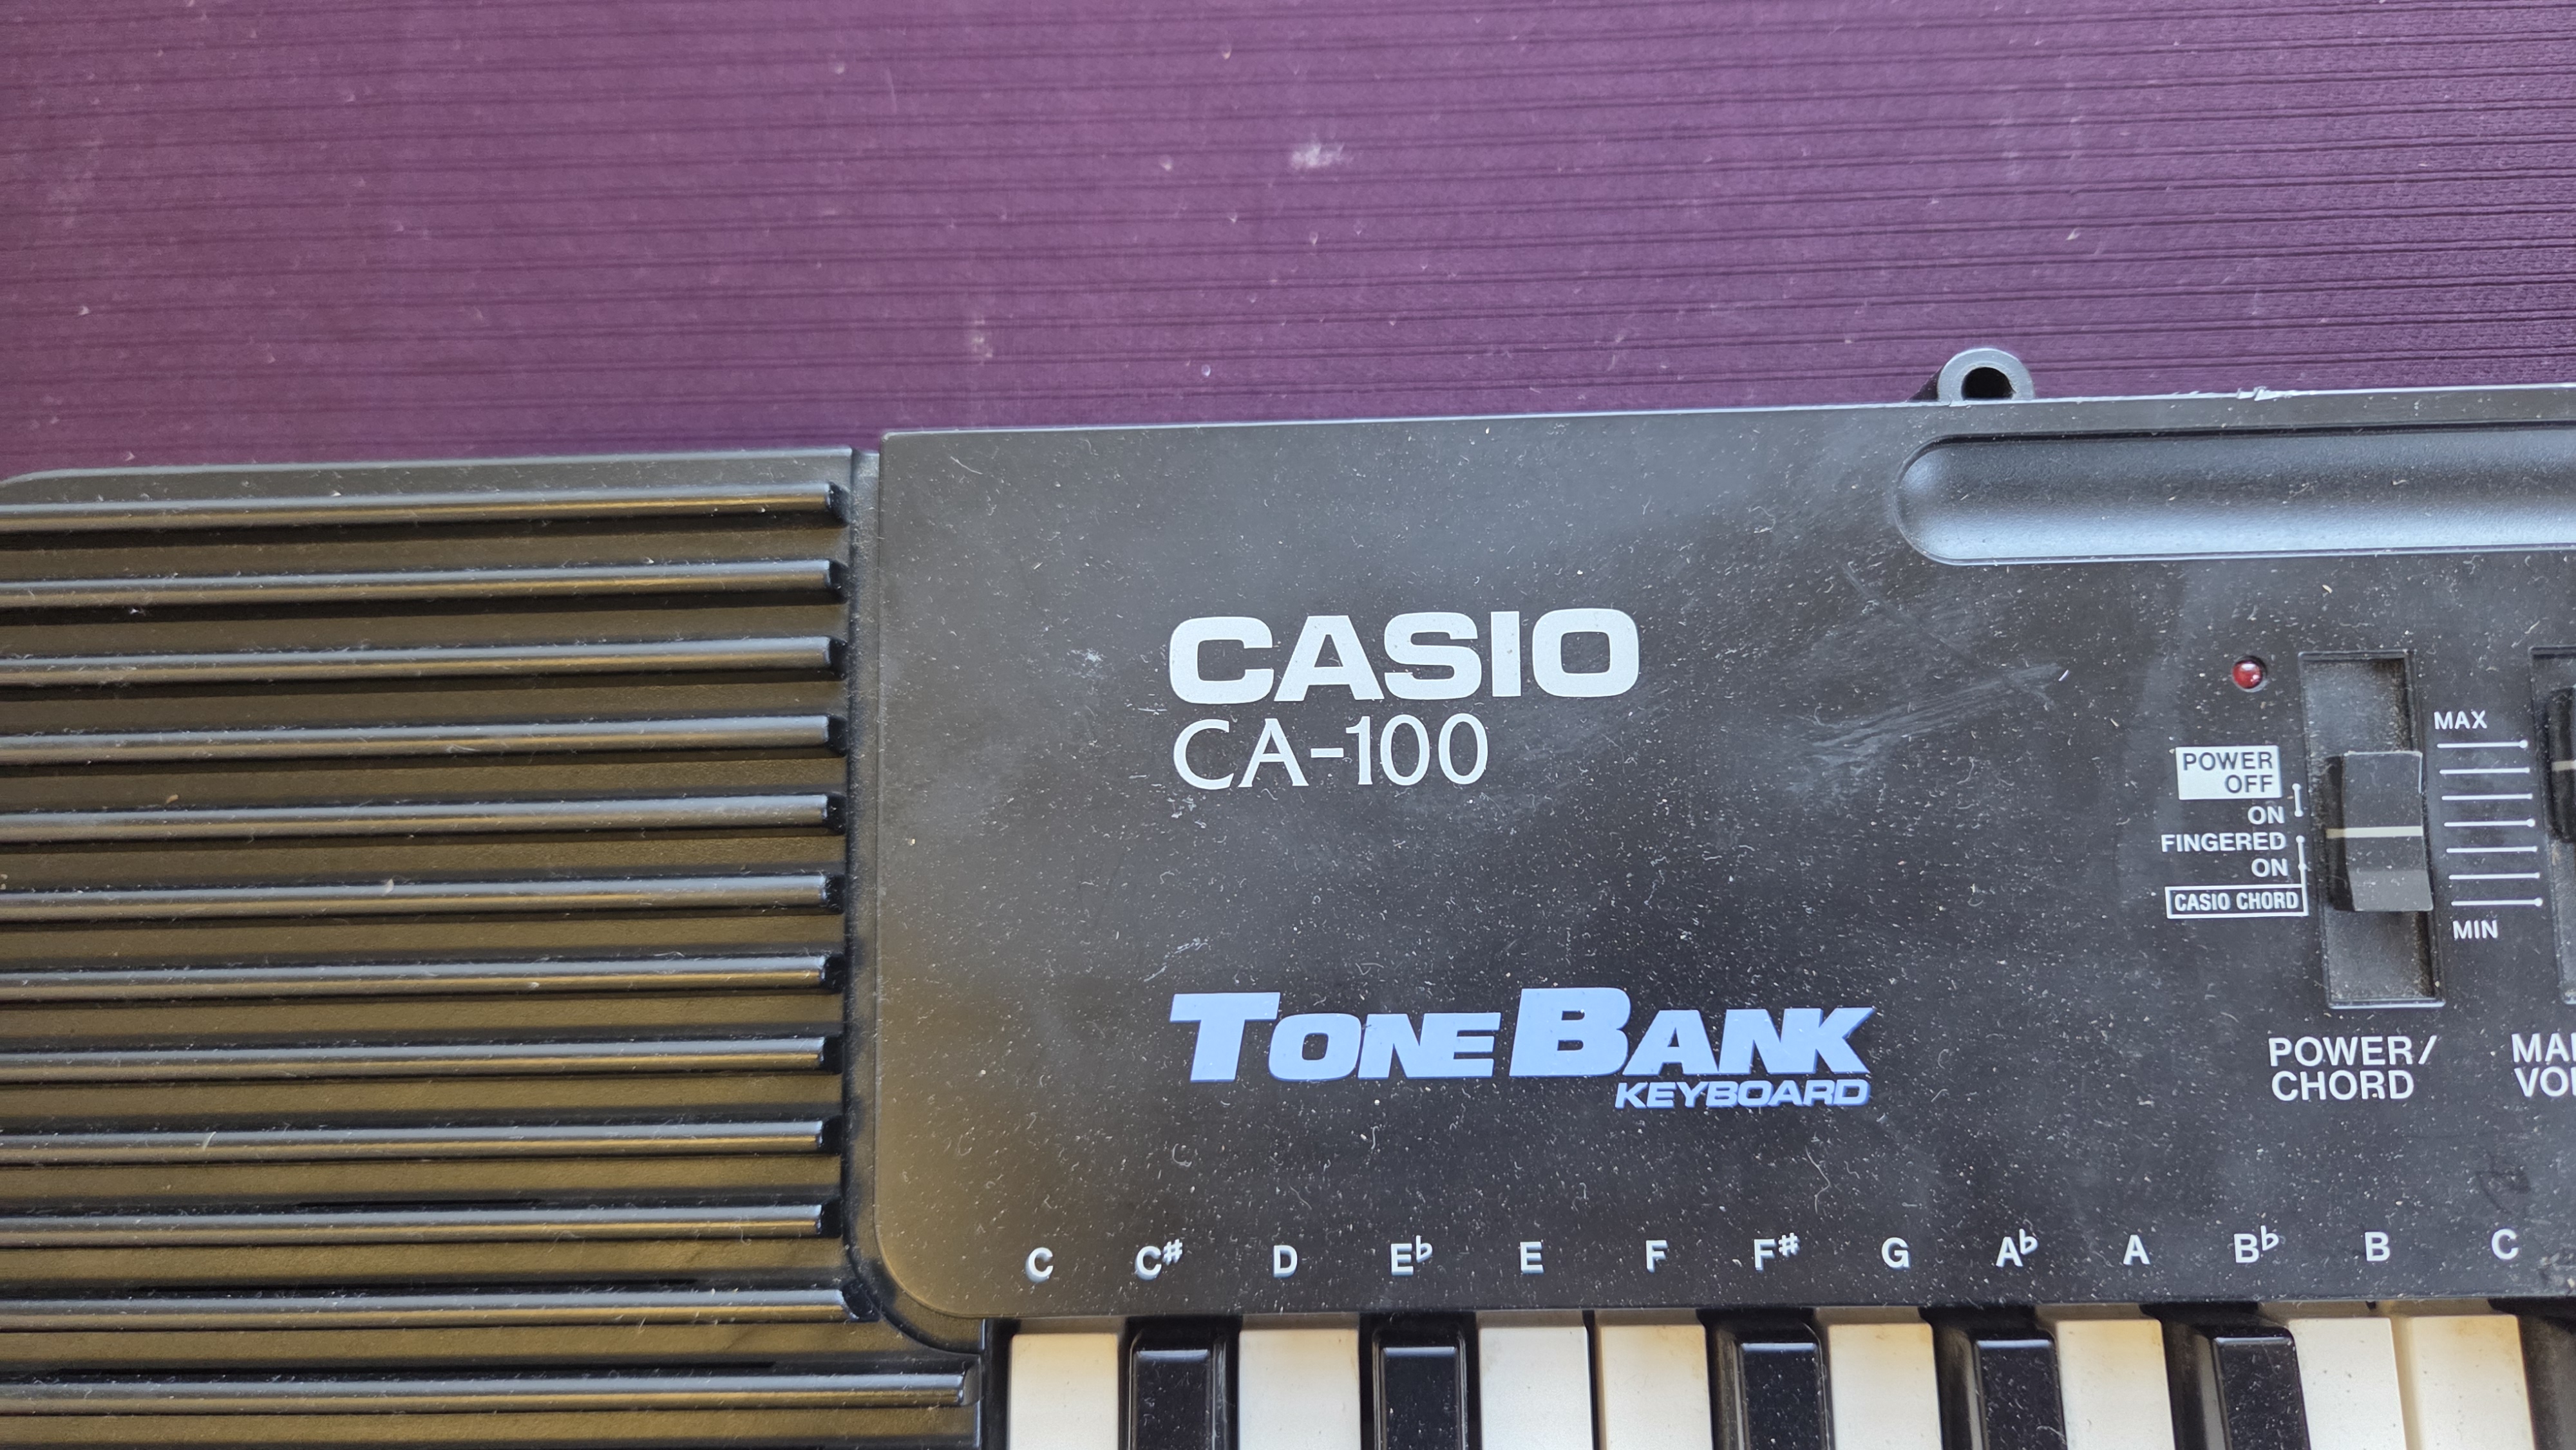 CASIO
CA-100
TONE BANK
KEYBOARD
MAX
POWER
OFF
ON
FINGERED
ON
CASIO CHORD
MIN
POWER/
CHORD
C C# D E♭ E F F# G A♭ A B♭ B C